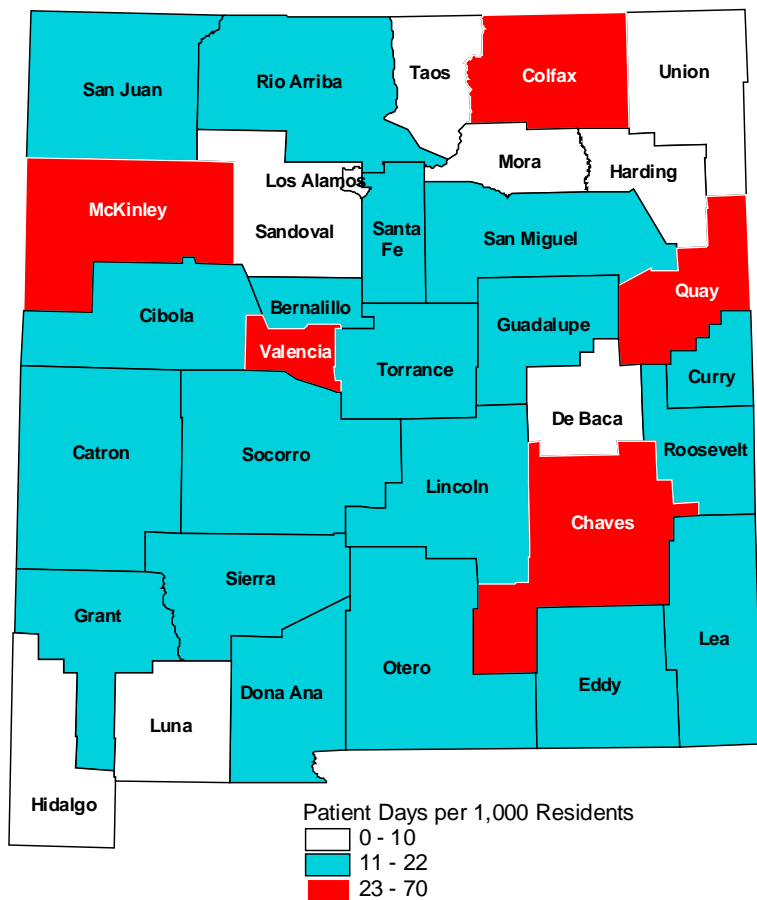 San Juan
Rio Arriba
Taos
Colfax
Union
Mora
Harding
Los Alamos
McKinley
Sandoval
Santa
Fe
San Miguel
Quay
Cibola
Bernalillo
Guadalupe
Valencia
Torrance
Curry
De Baca
Catron
Socorro
Roosevelt
Lincoln
Chaves
Sierra
Grant
Lea
Otero
Eddy
Dona Ana
Luna
Hidalgo
Patient Days per 1,000 Residents
0 - 10
11 - 22
23 - 70